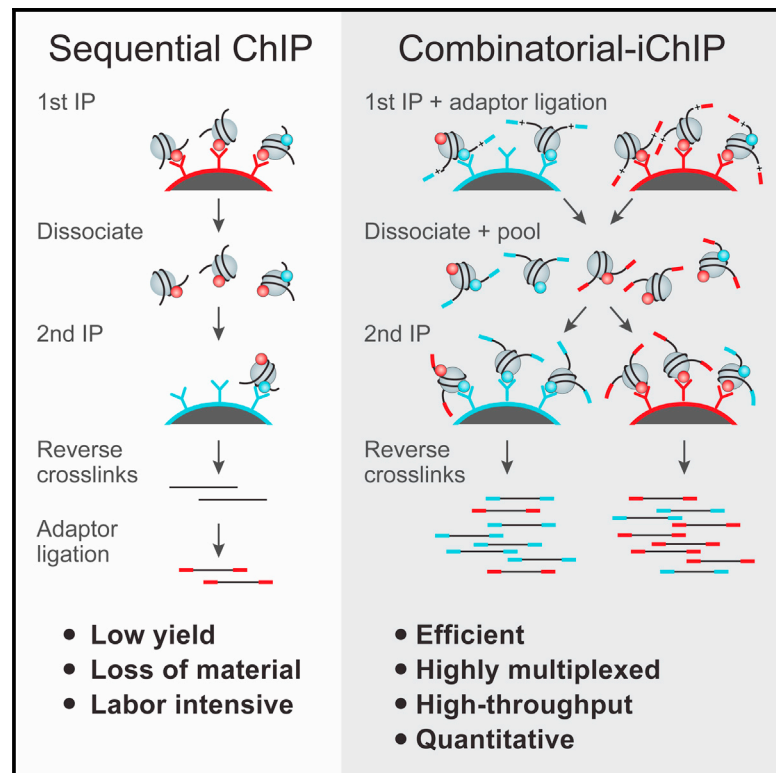 Sequential ChIP
1st IP
Dissociate
2nd IP
Reverse
crosslinks
Adaptor
ligation
• Low yield
• Loss of material
• Labor intensive
Combinatorial-iChIP
1st IP + adaptor ligation
Dissociate + pool
2nd IP
Reverse
crosslinks
• Efficient
• Highly multiplexed
• High-throughput
• Quantitative